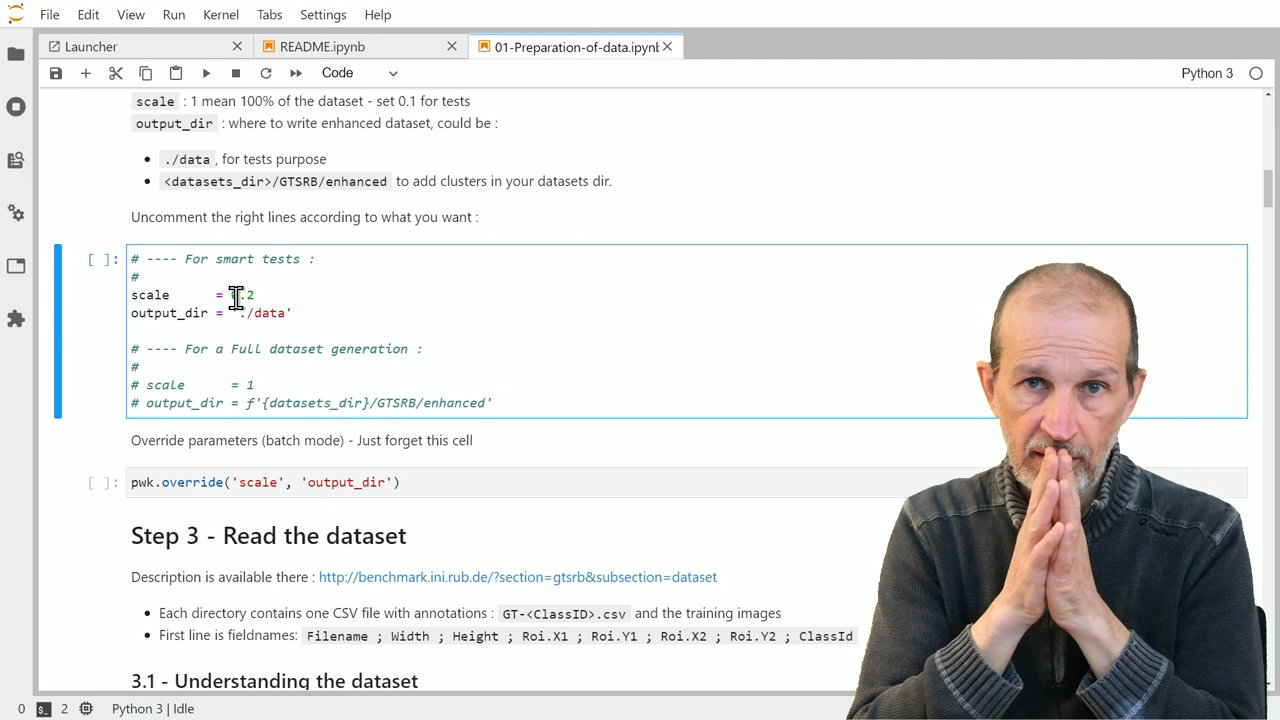 File Edit View Run Kernel Tabs Settings Help
Launcher README.ipynb 01-Preparation-of-data.ipynb
Code Python 3
scale : 1 mean 100% of the dataset - set 0.1 for tests
output_dir : where to write enhanced dataset, could be :
• ./data, for tests purpose
• <datasets_dir>/GTSRB/enhanced to add clusters in your datasets dir.
Uncomment the right lines according to what you want :
[ ]: # ---- For smart tests :
#
scale = 0.2
output_dir = './data'
# ---- For a Full dataset generation :
#
# scale = 1
# output_dir = f'{datasets_dir}/GTSRB/enhanced'
Override parameters (batch mode) - Just forget this cell
[ ]: pwk.override('scale', 'output_dir')
Step 3 - Read the dataset
Description is available there : http://benchmark.ini.rub.de/?section=gtsrb&subsection=dataset
• Each directory contains one CSV file with annotations : GT-<ClassID>.csv and the training images
• First line is fieldnames: Filename ; Width ; Height ; Roi.X1 ; Roi.Y1 ; Roi.X2 ; Roi.Y2 ; ClassId
3.1 - Understanding the dataset
0 2 Python 3 | Idle